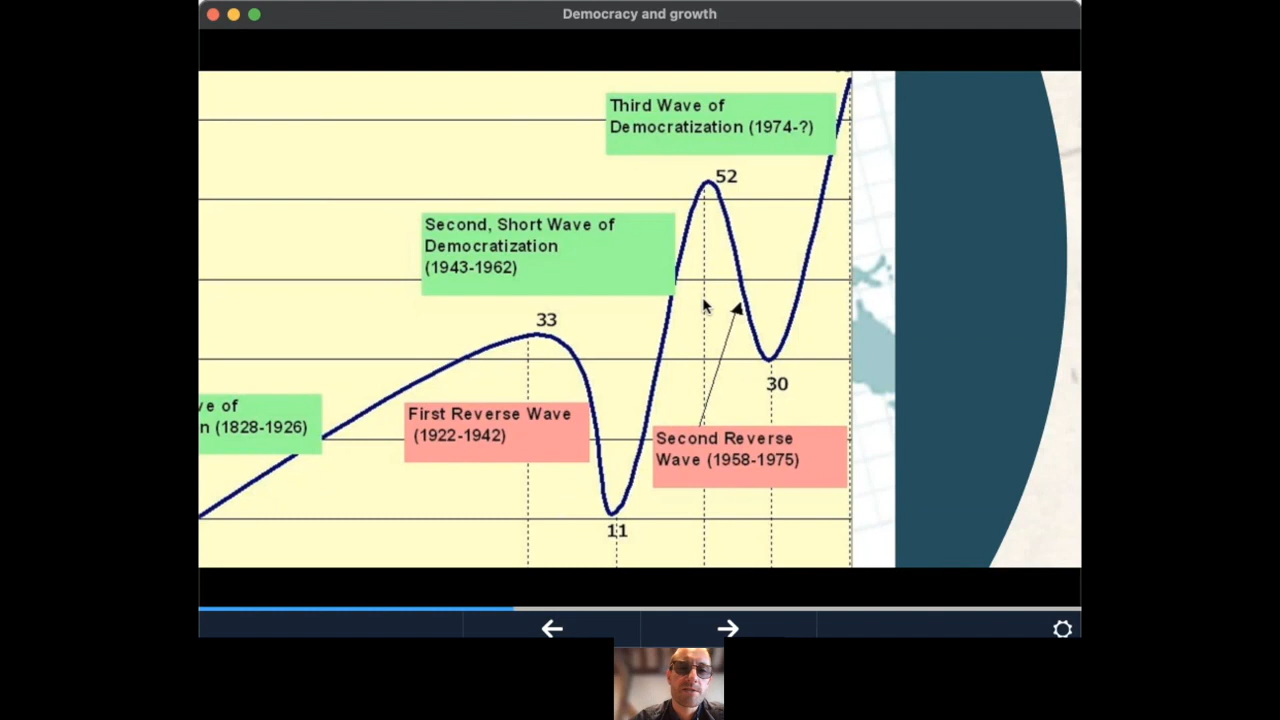 Democracy and growth
Third Wave of
Democratization (1974-?)
52
Second, Short Wave of
Democratization
(1943-1962)
33
30
ve of
n (1828-1926)
First Reverse Wave
(1922-1942)
Second Reverse
Wave (1958-1975)
11